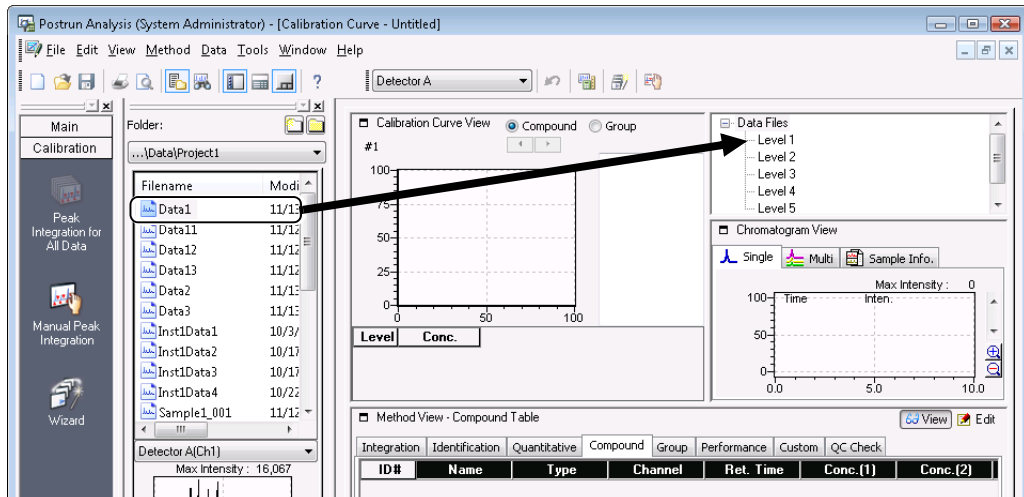 Postrun Analysis (System Administrator) - [Calibration Curve - Untitled]
File Edit View Method Data Tools Window Help
Detector A
Main
Calibration
Peak
Integration for
All Data
Manual Peak
Integration
Wizard
Folder:
...\Data\Project1
Filename Modi
Data1 11/13
Data11 11/12
Data12 11/12
Data13 11/12
Data2 11/13
Data3 11/13
Inst1Data1 10/3/
Inst1Data2 10/17
Inst1Data3 10/17
Inst1Data4 10/22
Sample1_001 11/12
Detector A(Ch1)
Max Intensity : 16,067
Calibration Curve View Compound Group
#1
100
75
50
25
0
0 50 100
Level Conc.
Data Files
Level 1
Level 2
Level 3
Level 4
Level 5
Chromatogram View
Single Multi Sample Info.
Max Intensity : 0
Time Inten.
100
50
0
0.0 5.0 10.0
Method View - Compound Table View Edit
Integration Identification Quantitative Compound Group Performance Custom QC Check
ID# Name Type Channel Ret. Time Conc.(1) Conc.(2)